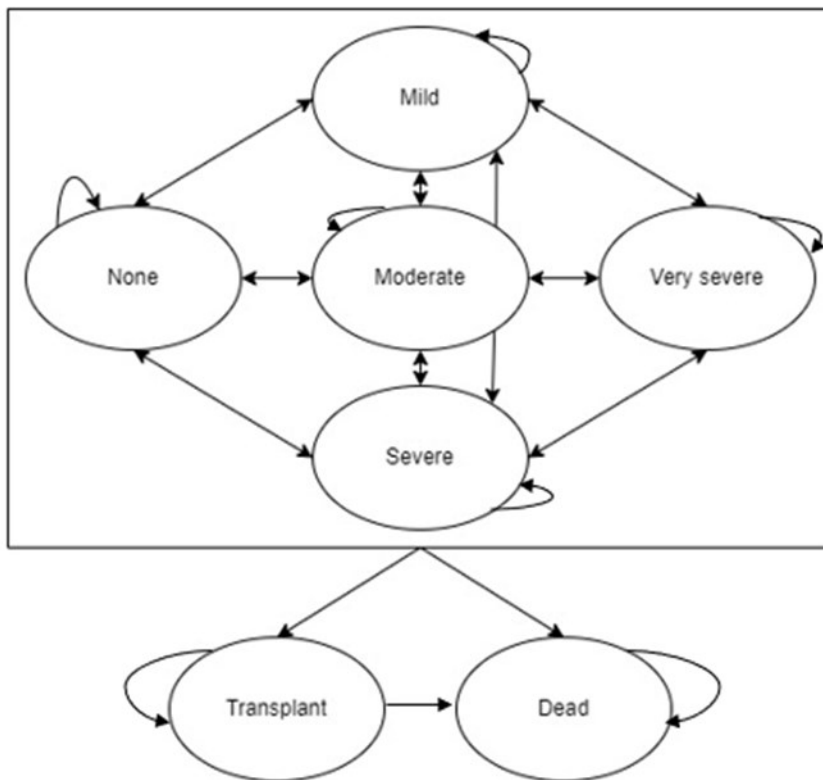 Mild
None
Moderate
Very severe
Severe
Transplant
Dead